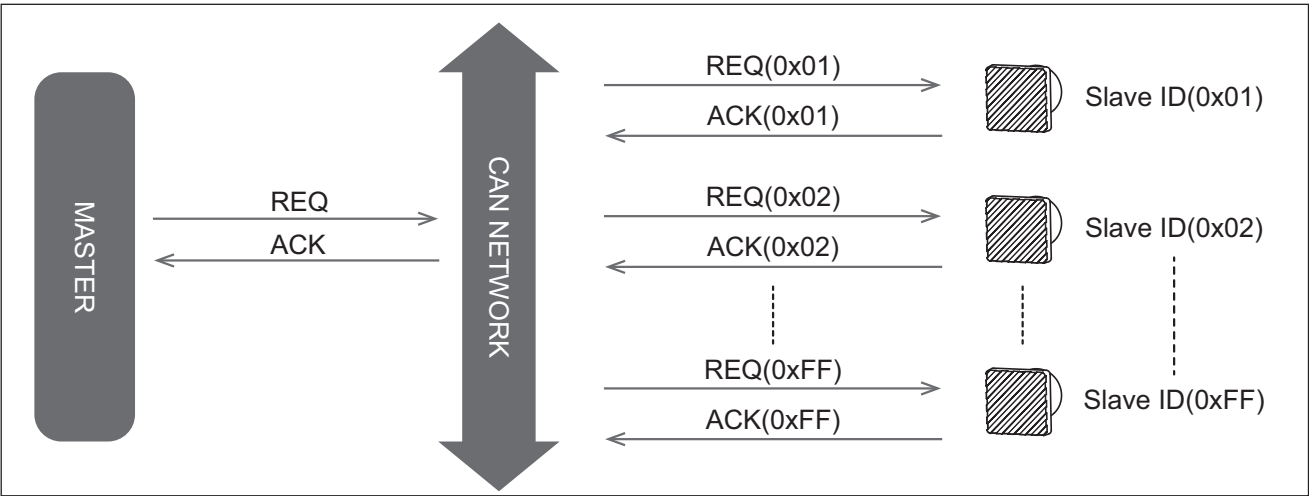 MASTER
REQ
ACK
CAN NETWORK
REQ(0x01)
ACK(0x01)
Slave ID(0x01)
REQ(0x02)
ACK(0x02)
Slave ID(0x02)
REQ(0xFF)
ACK(0xFF)
Slave ID(0xFF)